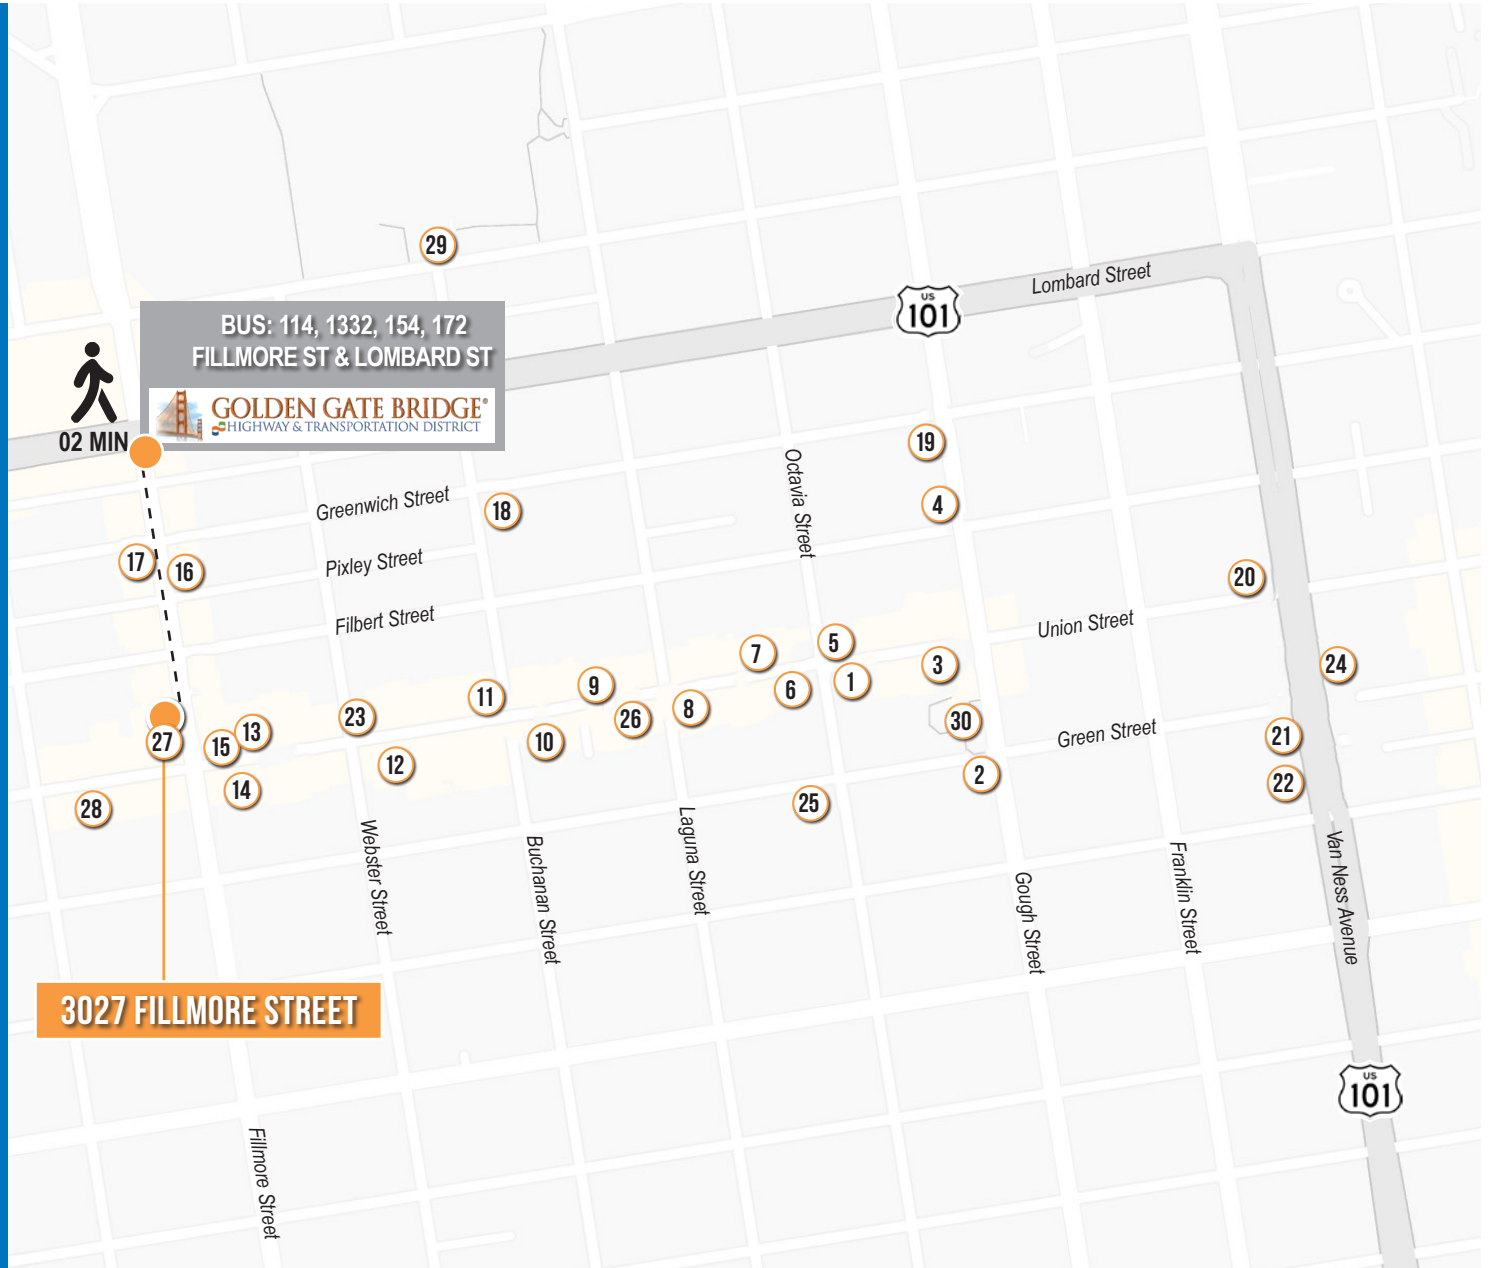 29
US
101
Lombard Street
BUS: 114, 1332, 154, 172
FILLMORE ST & LOMBARD ST
GOLDEN GATE BRIDGE®
HIGHWAY & TRANSPORTATION DISTRICT
02 MIN
19
Octavia Street
Greenwich Street
18
4
17
16
Pixley Street
20
Filbert Street
Union Street
5
7
3
24
1
6
9
11
8
26
23
30
13
15
27
10
Green Street
21
12
2
22
14
25
28
Webster Street
Buchanan Street
Laguna Street
Gough Street
Franklin Street
Van Ness Avenue
3027 FILLMORE STREET
US
101
Fillmore Street